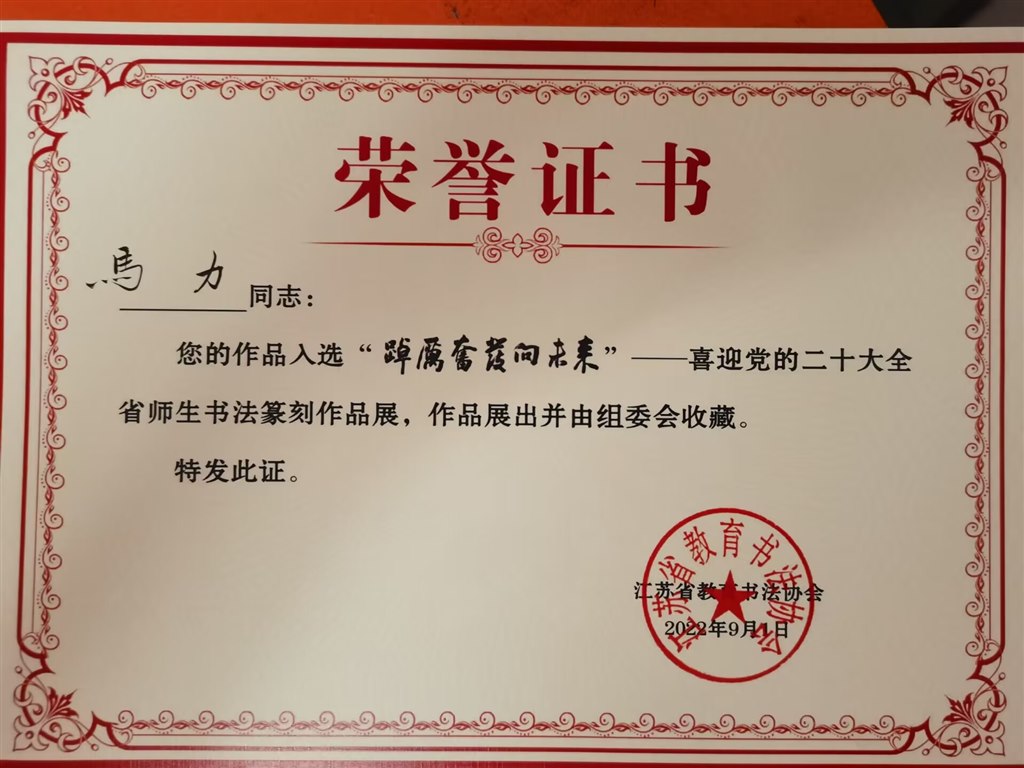 荣誉证书
馬 力 同志：
您的作品入选“踔厲奮發向未来”——喜迎党的二十大全
省师生书法篆刻作品展，作品展出并由组委会收藏。
特发此证。
江苏省教育书法协会
江苏省教育书法协会
2022年9月1日